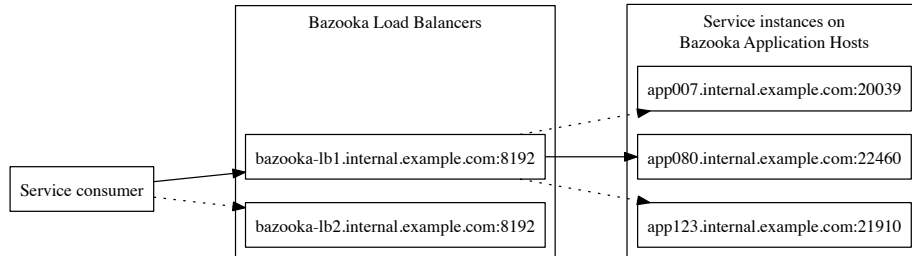 Bazooka Load Balancers
Service instances on
Bazooka Application Hosts
app007.internal.example.com:20039
bazooka-lb1.internal.example.com:8192
app080.internal.example.com:22460
Service consumer
bazooka-lb2.internal.example.com:8192
app123.internal.example.com:21910